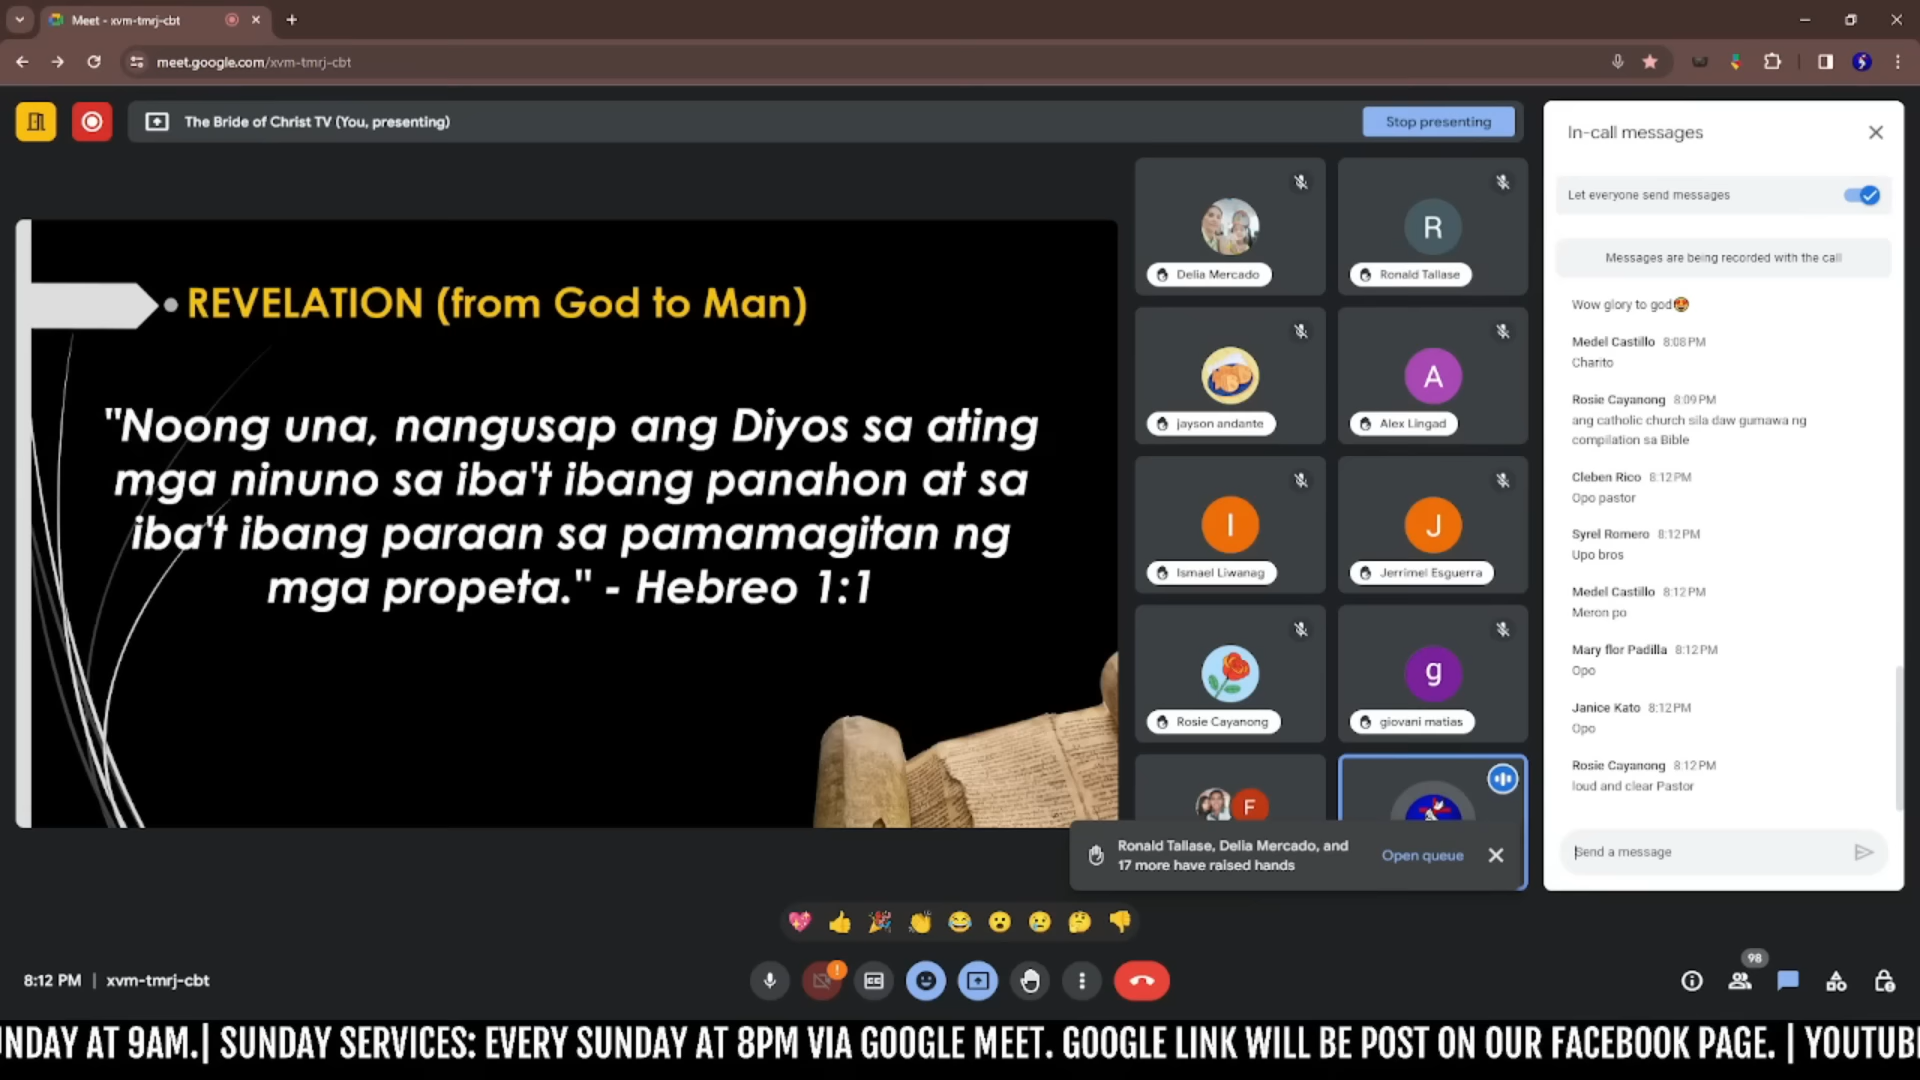 Meet - xvm-tmrj-cbt
meet.google.com/xvm-tmrj-cbt
The Bride of Christ TV (You, presenting)
Stop presenting
REVELATION (from God to Man)
"Noong una, nangusap ang Diyos sa ating
mga ninuno sa iba't ibang panahon at sa
iba't ibang paraan sa pamamagitan ng
mga propeta." - Hebreo 1:1
Delia Mercado
R
Ronald Tallase
jayson andante
A
Alex Lingad
I
Ismael Liwanag
J
Jerrimel Esguerra
Rosie Cayanong
g
giovani matias
F
Ronald Tallase, Delia Mercado, and
17 more have raised hands
Open queue
In-call messages
Let everyone send messages
Messages are being recorded with the call
Wow glory to god😍
Medel Castillo 8:08 PM
Charito
Rosie Cayanong 8:09 PM
ang catholic church sila daw gumawa ng
compilation sa Bible
Cleben Rico 8:12 PM
Opo pastor
Syrel Romero 8:12 PM
Upo bros
Medel Castillo 8:12 PM
Meron po
Mary flor Padilla 8:12 PM
Opo
Janice Kato 8:12 PM
Opo
Rosie Cayanong 8:12 PM
loud and clear Pastor
Send a message
8:12 PM | xvm-tmrj-cbt
98
UNDAY AT 9AM.| SUNDAY SERVICES: EVERY SUNDAY AT 8PM VIA GOOGLE MEET. GOOGLE LINK WILL BE POST ON OUR FACEBOOK PAGE. | YOUTUB